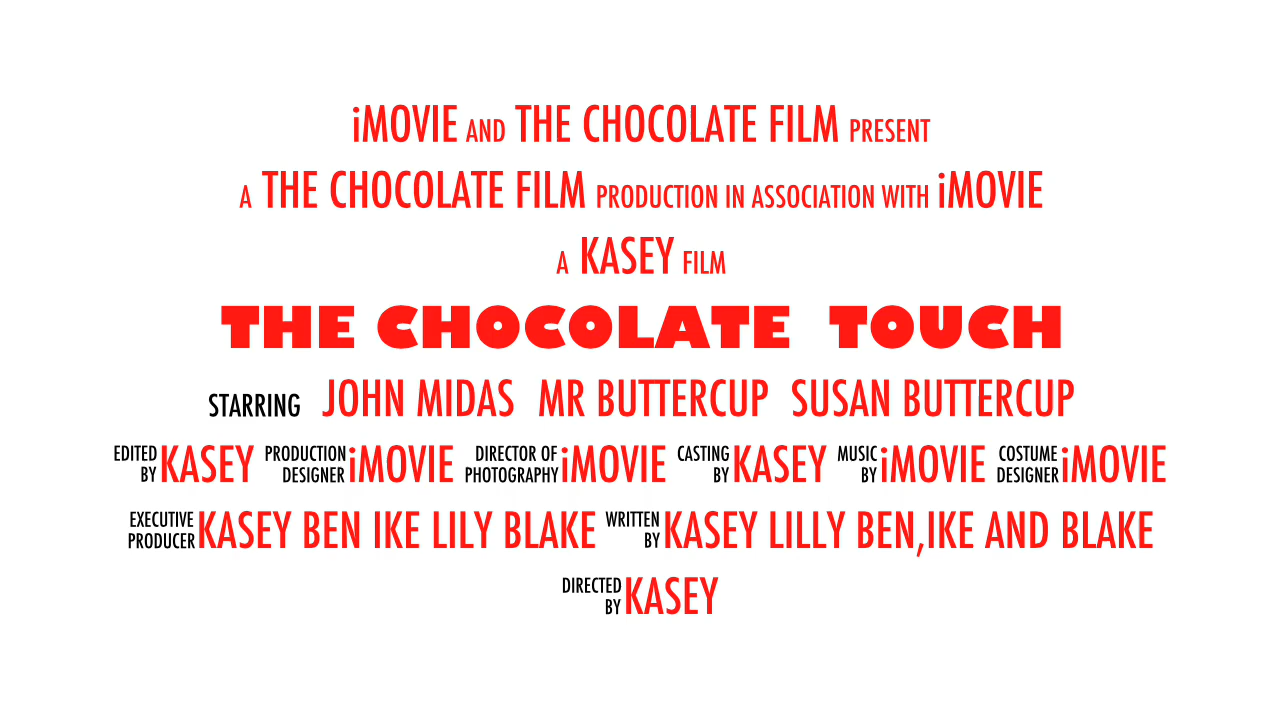 iMOVIE AND THE CHOCOLATE FILM PRESENT
A THE CHOCOLATE FILM PRODUCTION IN ASSOCIATION WITH iMOVIE
A KASEY FILM
THE CHOCOLATE TOUCH
STARRING JOHN MIDAS MR BUTTERCUP SUSAN BUTTERCUP
EDITED BY KASEY PRODUCTION DESIGNER iMOVIE DIRECTOR OF PHOTOGRAPHY iMOVIE CASTING BY KASEY MUSIC BY iMOVIE COSTUME DESIGNER iMOVIE
EXECUTIVE PRODUCER KASEY BEN IKE LILY BLAKE WRITTEN BY KASEY LILLY BEN,IKE AND BLAKE
DIRECTED BY KASEY